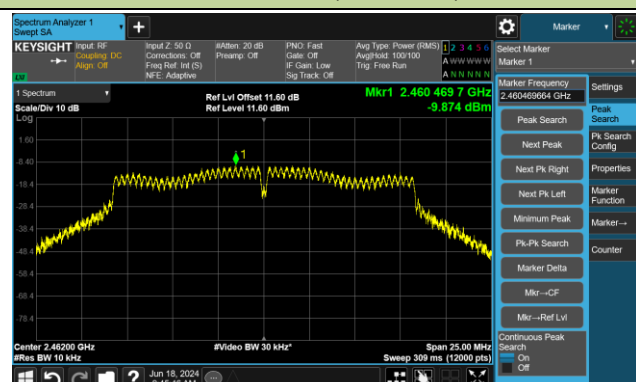 Spectrum Analyzer 1
Swept SA
Marker
KEYSIGHT
Input: RF
Coupling: DC
Align: Off
Input Z: 50 Ω
Corrections: Off
Freq Ref: Int (S)
NFE: Adaptive
#Atten: 20 dB
Preamp: Off
PNO: Fast
Gate: Off
IF Gain: Low
Sig Track: Off
Avg Type: Power (RMS)
Avg|Hold: 100/100
Trig: Free Run
1 2 3 4 5 6
A W W W W W
A N N N N N
LXI
Select Marker
Marker 1
1 Spectrum
Scale/Div 10 dB
Log
Ref Lvl Offset 11.60 dB
Ref Level 11.60 dBm
Mkr1 2.460 469 7 GHz
-9.874 dBm
1
1.60
-8.40
-18.4
-28.4
-38.4
-48.4
-58.4
-68.4
-78.4
Center 2.46200 GHz
#Res BW 10 kHz
#Video BW 30 kHz*
Span 25.00 MHz
Sweep 309 ms (12000 pts)
Marker Frequency
2.460469664 GHz
Peak Search
Next Peak
Next Pk Right
Next Pk Left
Minimum Peak
Pk-Pk Search
Marker Delta
Mkr→CF
Mkr→Ref Lvl
Continuous Peak
Search
On
Off
Settings
Peak
Search
Pk Search
Config
Properties
Marker
Function
Marker→
Counter
Jun 18, 2024